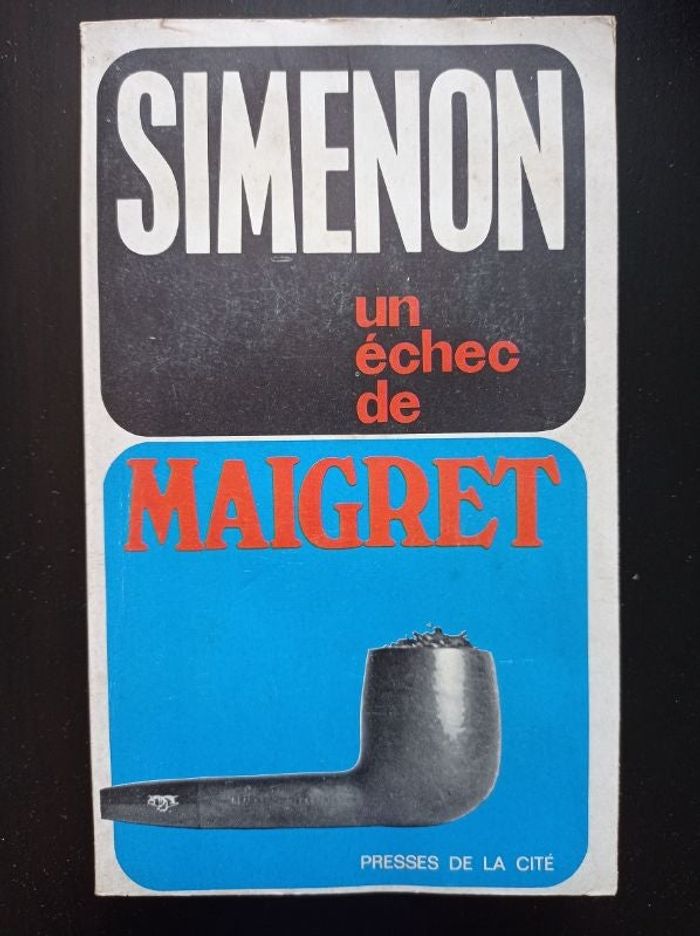 SIMENON
un
échec
de
MAIGRET
PRESSES DE LA CITÉ